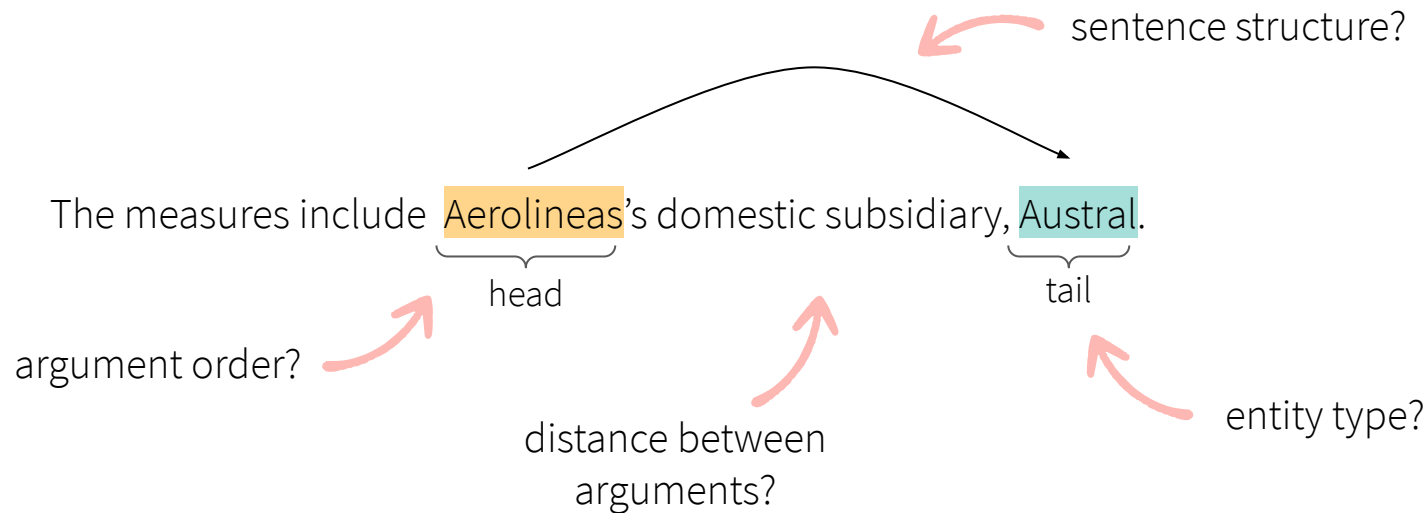 sentence structure?
The measures include Aerolineas’s domestic subsidiary, Austral.
head
tail
argument order?
entity type?
distance between
arguments?